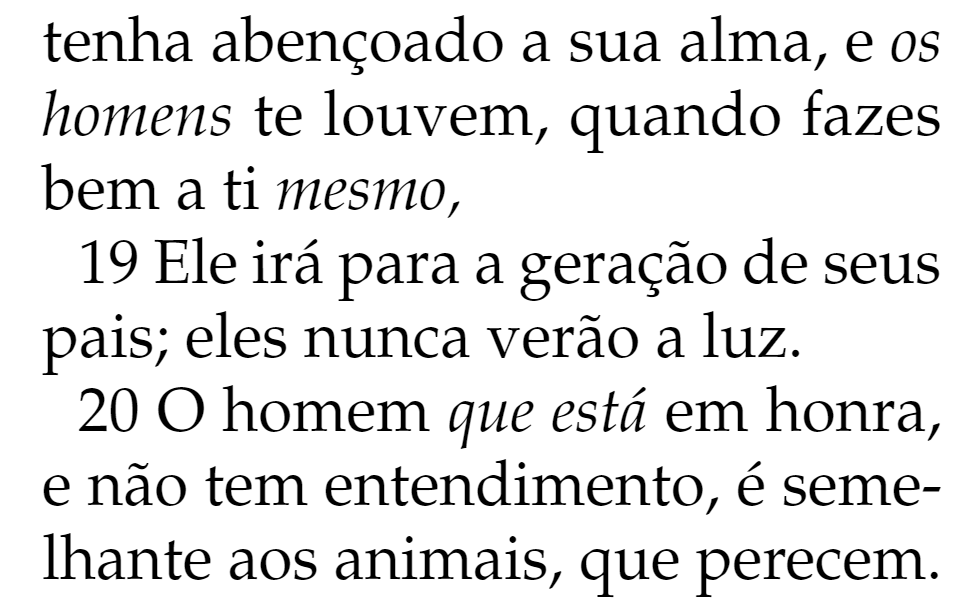 tenha abençoado a sua alma, e os
homens te louvem, quando fazes
bem a ti mesmo,
19 Ele irá para a geração de seus
pais; eles nunca verão a luz.
20 O homem que está em honra,
e não tem entendimento, é seme-
lhante aos animais, que perecem.